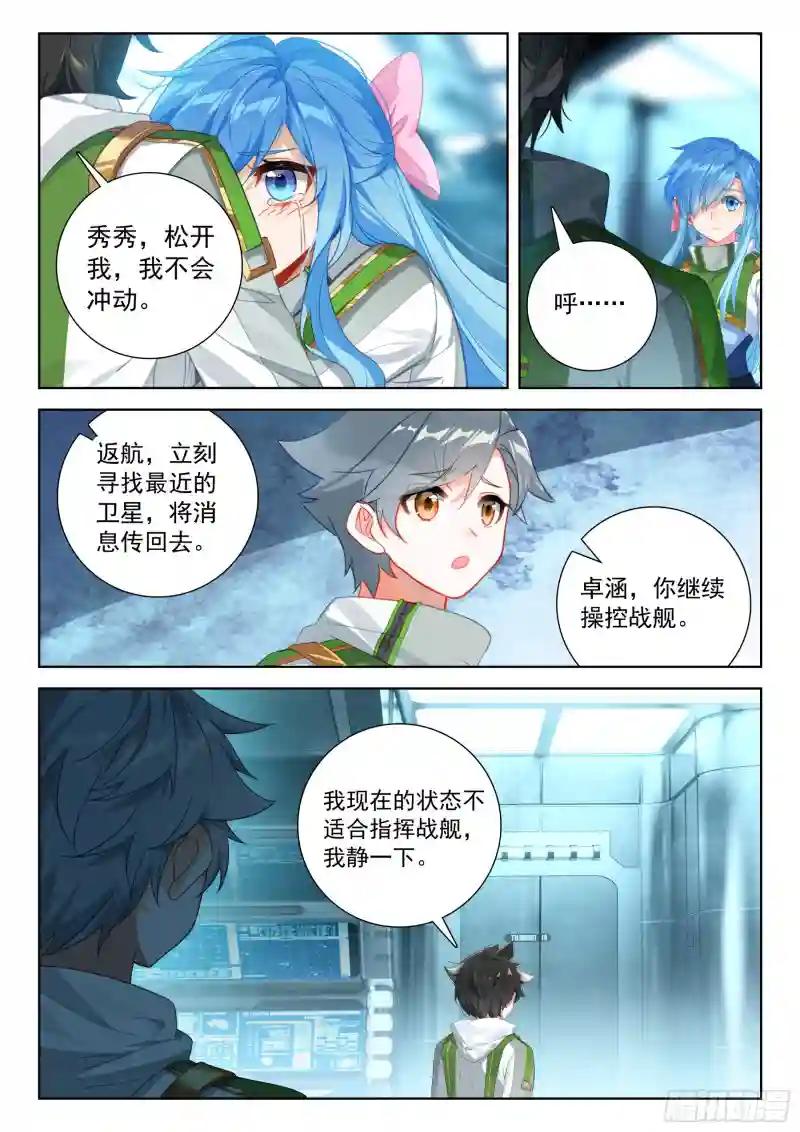 秀秀，松开
我，我不会
冲动。
呼……
返航，立刻
寻找最近的
卫星，将消
息传回去。
卓涵，你继续
操控战舰。
我现在的状态不
适合指挥战舰，
我静一下。